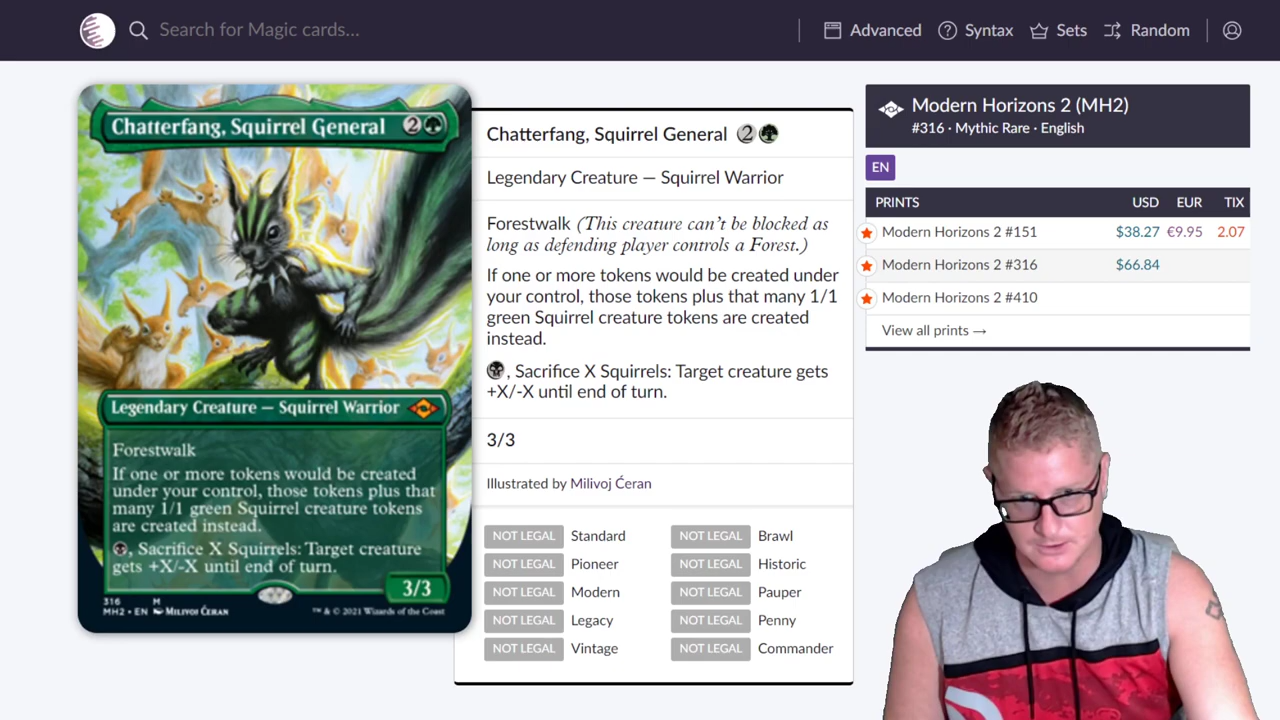 Search for Magic cards...
Advanced
Syntax
Sets
Random
Chatterfang, Squirrel General 2
Legendary Creature — Squirrel Warrior
Forestwalk
If one or more tokens would be created
under your control, those tokens plus that
many 1/1 green Squirrel creature tokens
are created instead.
, Sacrifice X Squirrels: Target creature
gets +X/-X until end of turn.
3/3
316 M
MH2 • EN MILIVOJ ĆERAN
™ & © 2021 Wizards of the Coast
Chatterfang, Squirrel General 2
Legendary Creature — Squirrel Warrior
Forestwalk (This creature can't be blocked as
long as defending player controls a Forest.)
If one or more tokens would be created under
your control, those tokens plus that many 1/1
green Squirrel creature tokens are created
instead.
, Sacrifice X Squirrels: Target creature gets
+X/-X until end of turn.
3/3
Illustrated by Milivoj Ćeran
NOT LEGAL Standard NOT LEGAL Brawl
NOT LEGAL Pioneer NOT LEGAL Historic
NOT LEGAL Modern NOT LEGAL Pauper
NOT LEGAL Legacy NOT LEGAL Penny
NOT LEGAL Vintage NOT LEGAL Commander
Modern Horizons 2 (MH2)
#316 · Mythic Rare · English
EN
PRINTS USD EUR TIX
Modern Horizons 2 #151 $38.27 €9.95 2.07
Modern Horizons 2 #316 $66.84
Modern Horizons 2 #410
View all prints →